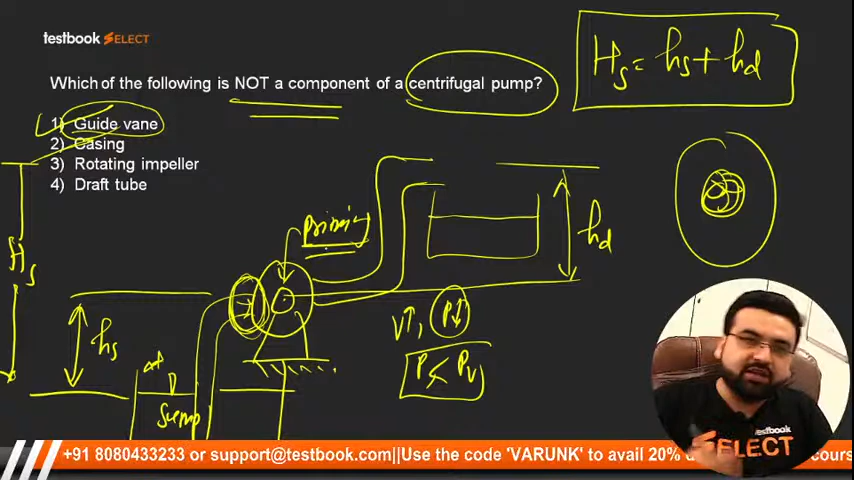 testbook SELECT
Which of the following is NOT a component of a centrifugal pump?
1) Guide vane
2) Casing
3) Rotating impeller
4) Draft tube
Hs = hs + hd
Priming
hd
Hs
hs
V↑, P↓
P < Pv
Sump
testbook
SELECT
+91 8080433233 or support@testbook.com||Use the code 'VARUNK' to avail 20%